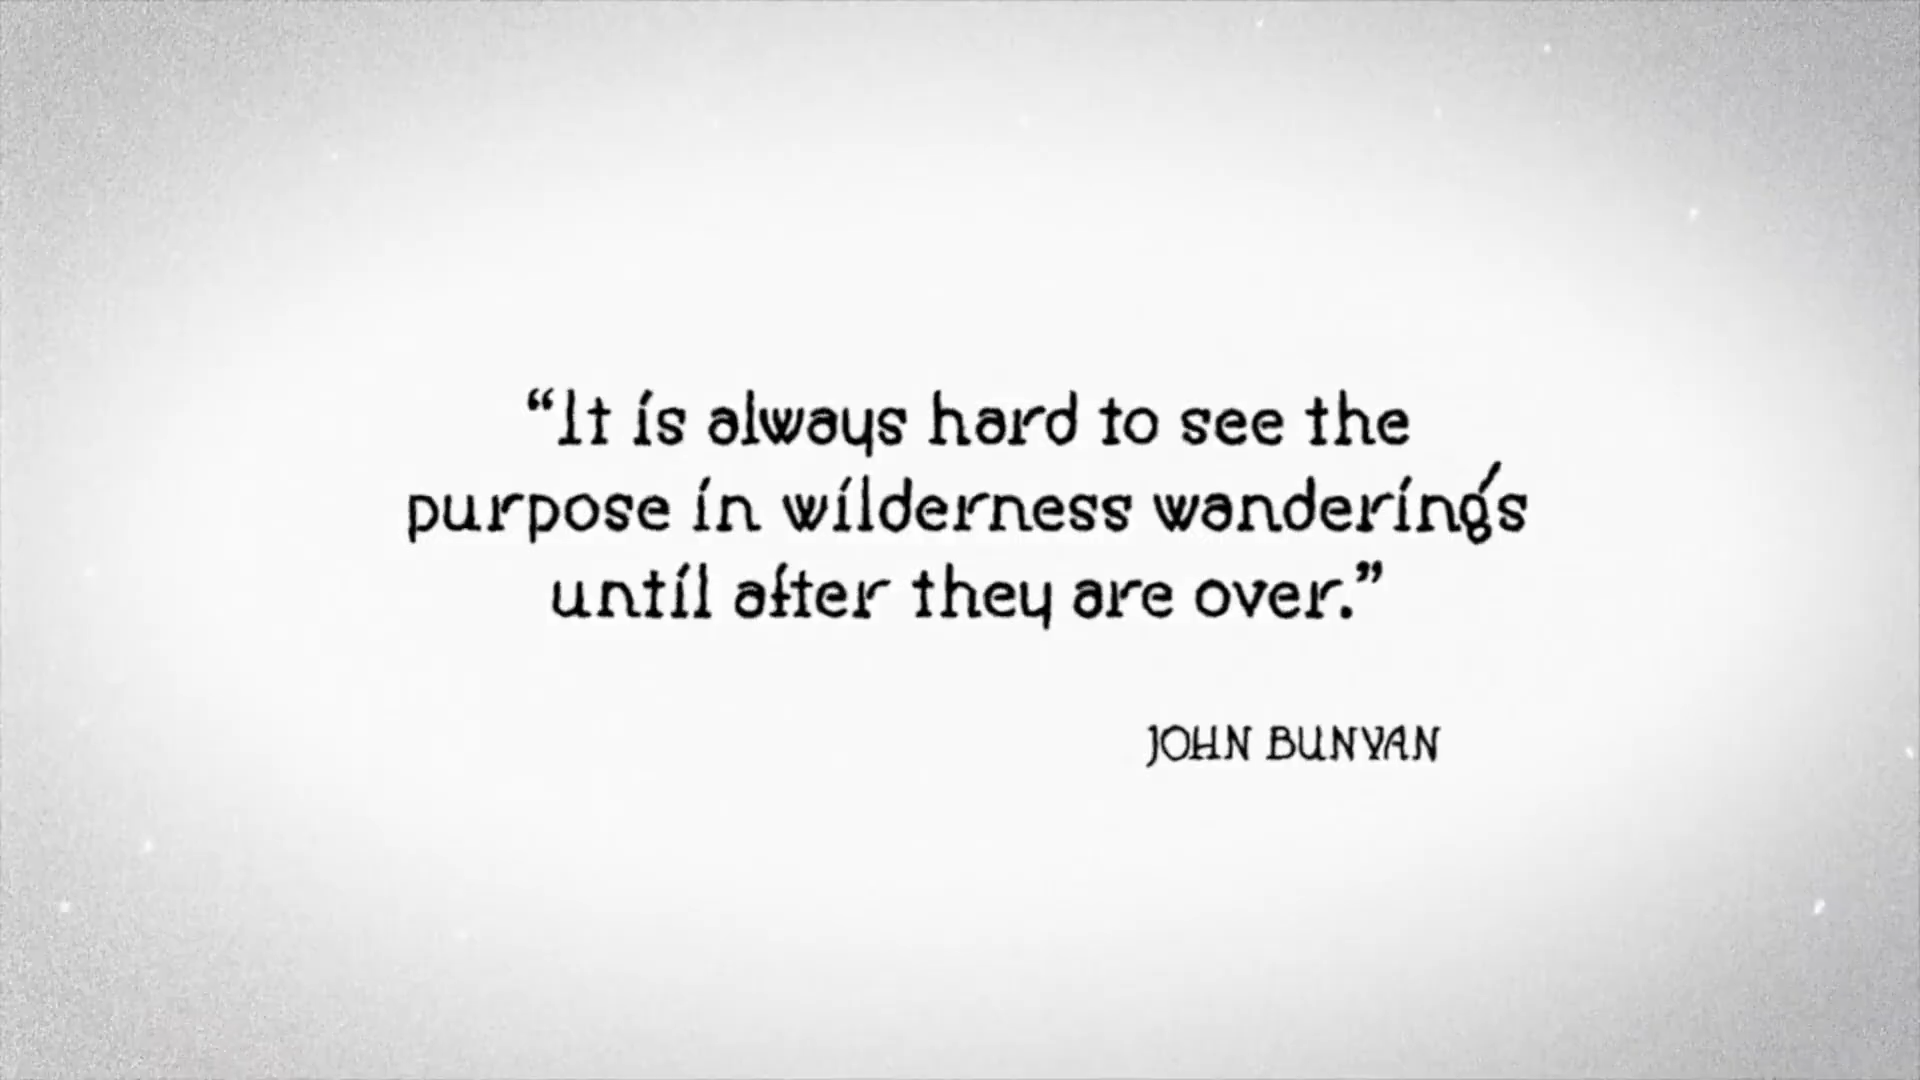 “It is always hard to see the
purpose in wilderness wanderings
until after they are over.”
JOHN BUNYAN